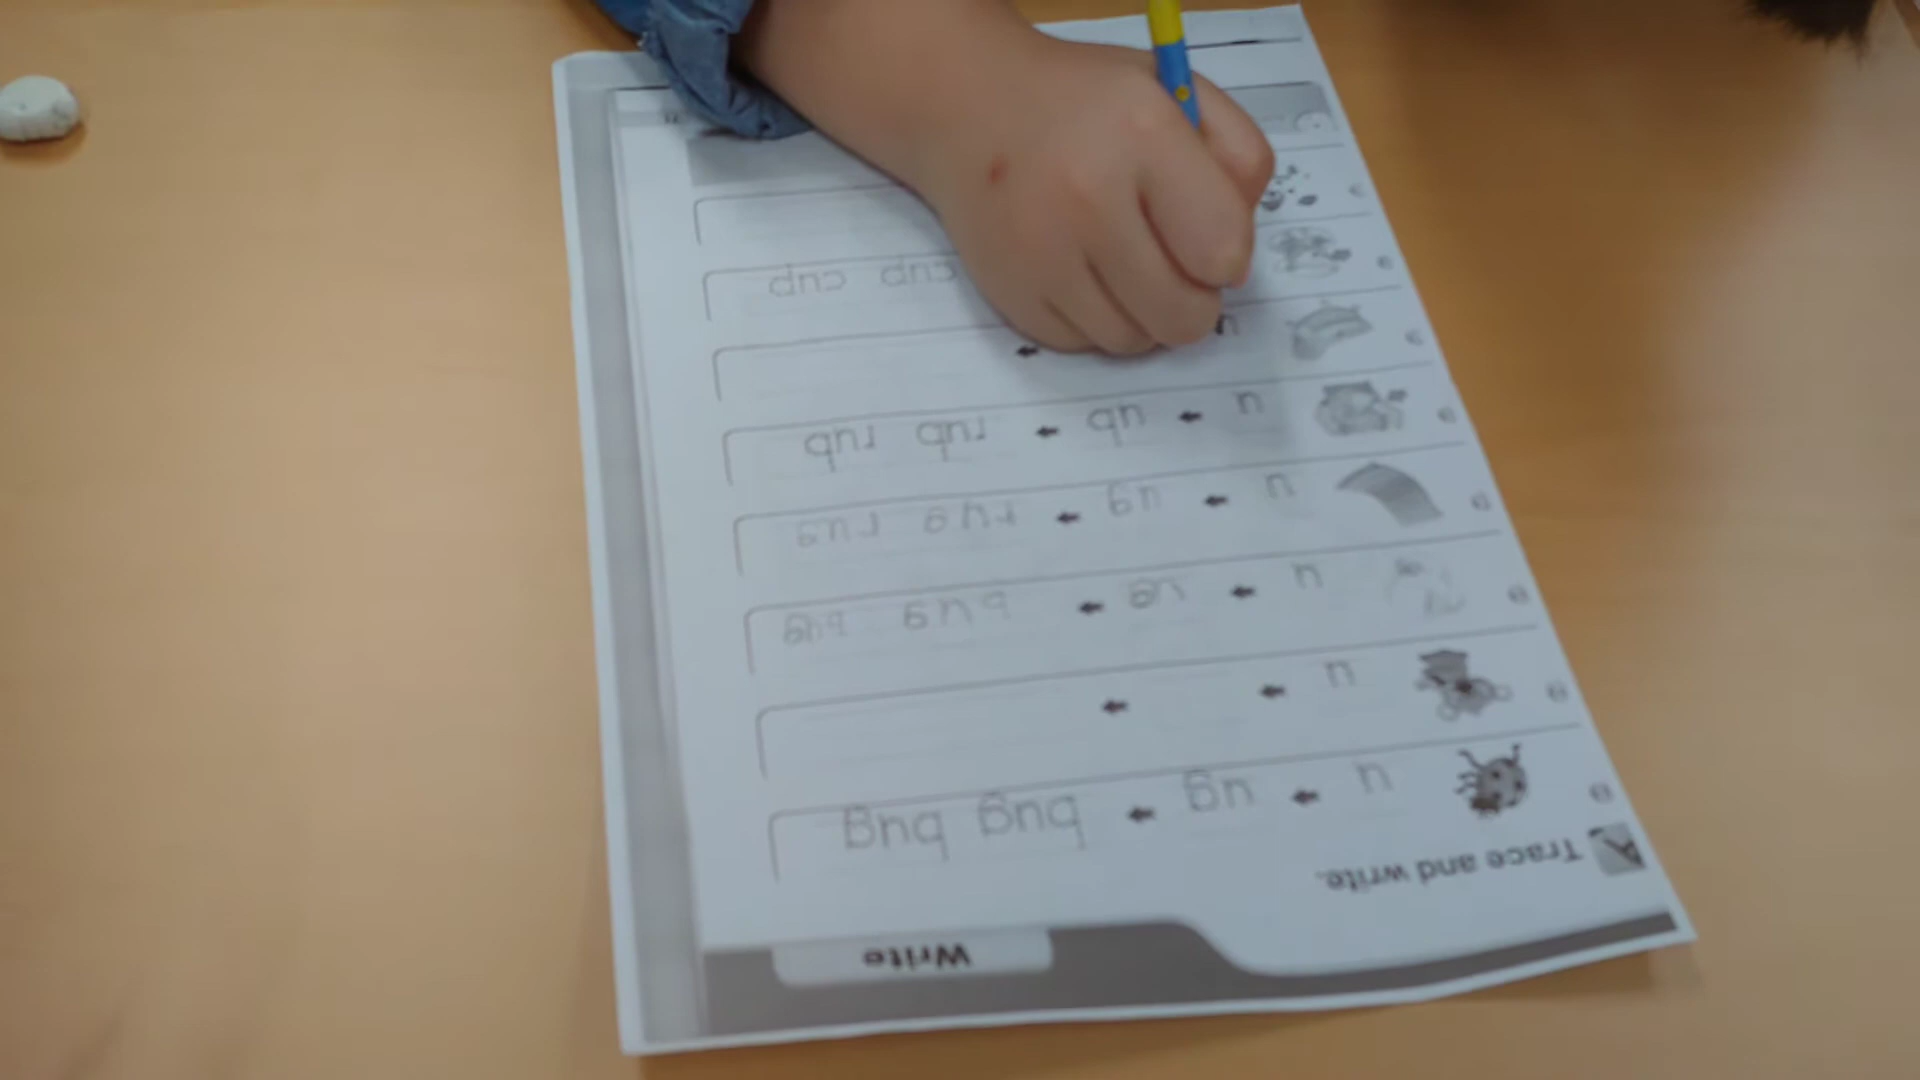 Write
A Trace and write.
u ug bug bug
u
u ug bug bug
u ug rug rug
u ub rub rub
u
cup cup